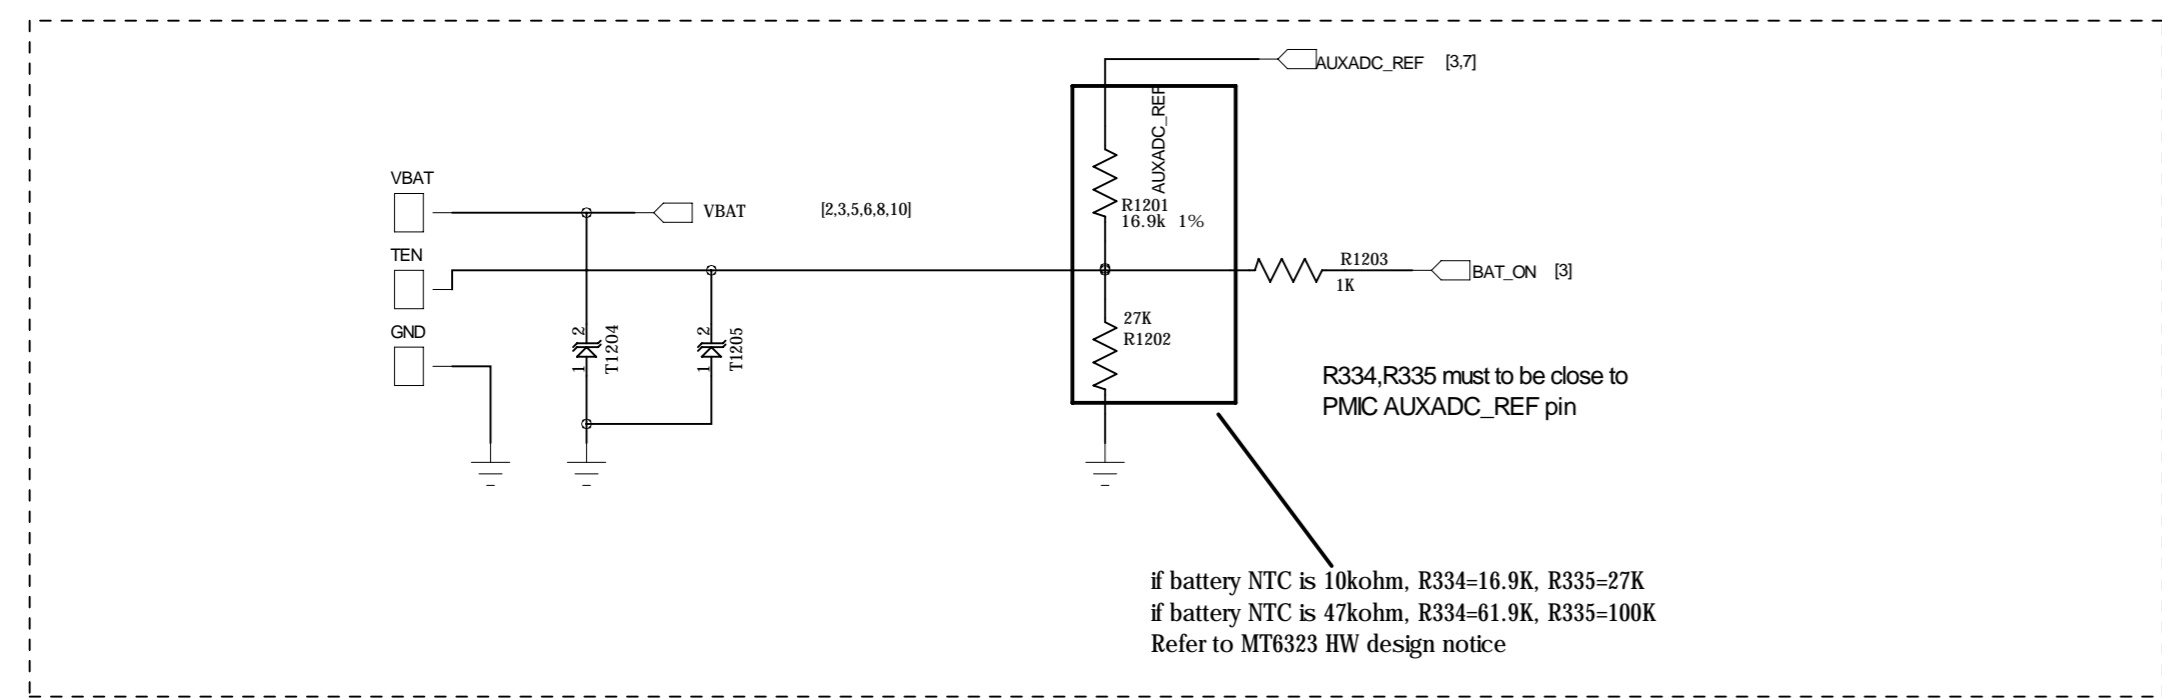 AUXADC_REF [3,7]
AUXADC_REF
VBAT
VBAT [2,3,5,6,8,10]
R1201
16.9k 1%
TEN
R1203
BAT_ON [3]
1K
GND
27K
R1202
2
1
T1204
2
1
T1205
R334,R335 must to be close to
PMIC AUXADC_REF pin
if battery NTC is 10kohm, R334=16.9K, R335=27K
if battery NTC is 47kohm, R334=61.9K, R335=100K
Refer to MT6323 HW design notice